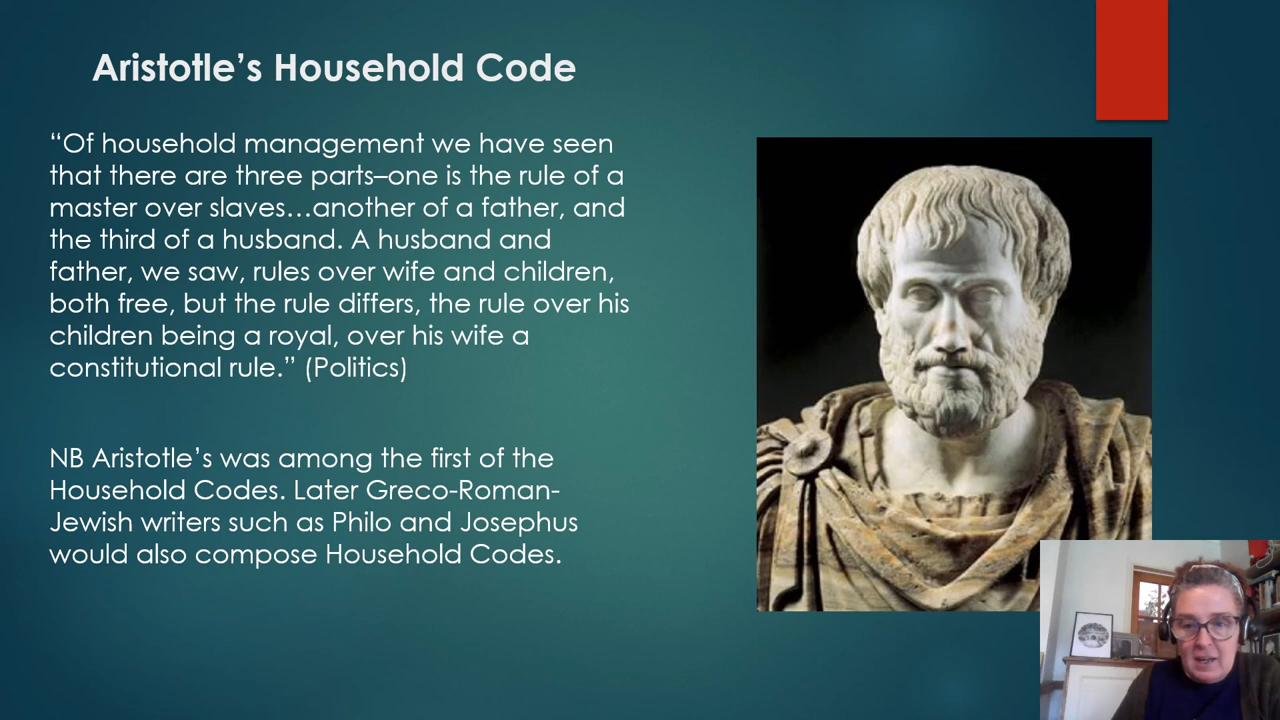 Aristotle’s Household Code
“Of household management we have seen
that there are three parts–one is the rule of a
master over slaves…another of a father, and
the third of a husband. A husband and
father, we saw, rules over wife and children,
both free, but the rule differs, the rule over his
children being a royal, over his wife a
constitutional rule.” (Politics)
NB Aristotle’s was among the first of the
Household Codes. Later Greco-Roman-
Jewish writers such as Philo and Josephus
would also compose Household Codes.